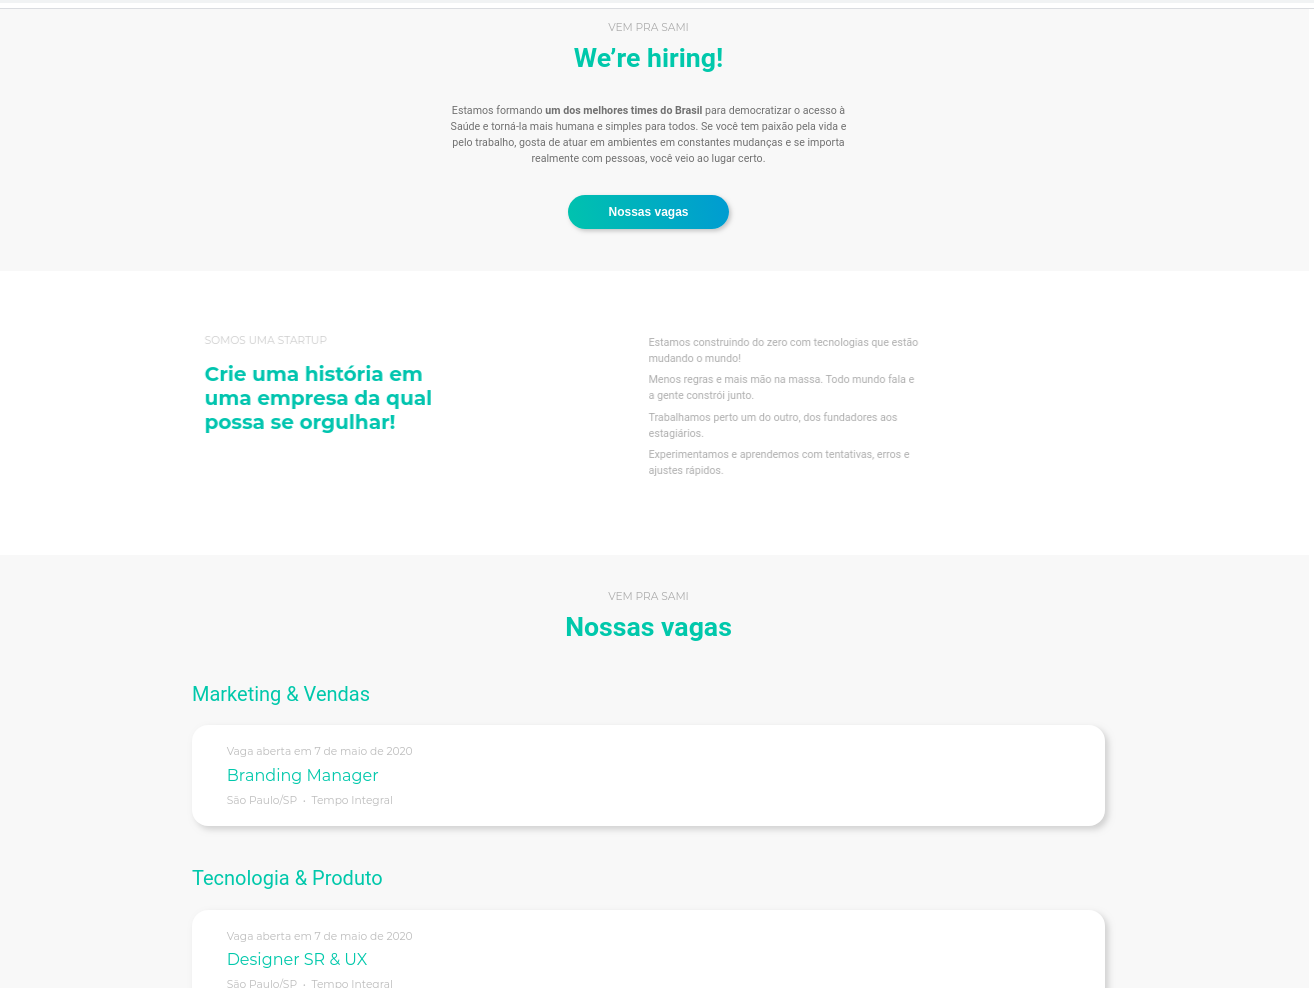 VEM PRA SAMI
We’re hiring!
Estamos formando um dos melhores times do Brasil para democratizar o acesso à
Saúde e torná-la mais humana e simples para todos. Se você tem paixão pela vida e
pelo trabalho, gosta de atuar em ambientes em constantes mudanças e se importa
realmente com pessoas, você veio ao lugar certo.
Nossas vagas
SOMOS UMA STARTUP
Crie uma história em
uma empresa da qual
possa se orgulhar!
Estamos construindo do zero com tecnologias que estão
mudando o mundo!
Menos regras e mais mão na massa. Todo mundo fala e
a gente constrói junto.
Trabalhamos perto um do outro, dos fundadores aos
estagiários.
Experimentamos e aprendemos com tentativas, erros e
ajustes rápidos.
VEM PRA SAMI
Nossas vagas
Marketing & Vendas
Vaga aberta em 7 de maio de 2020
Branding Manager
São Paulo/SP • Tempo Integral
Tecnologia & Produto
Vaga aberta em 7 de maio de 2020
Designer SR & UX
São Paulo/SP • Tempo Integral